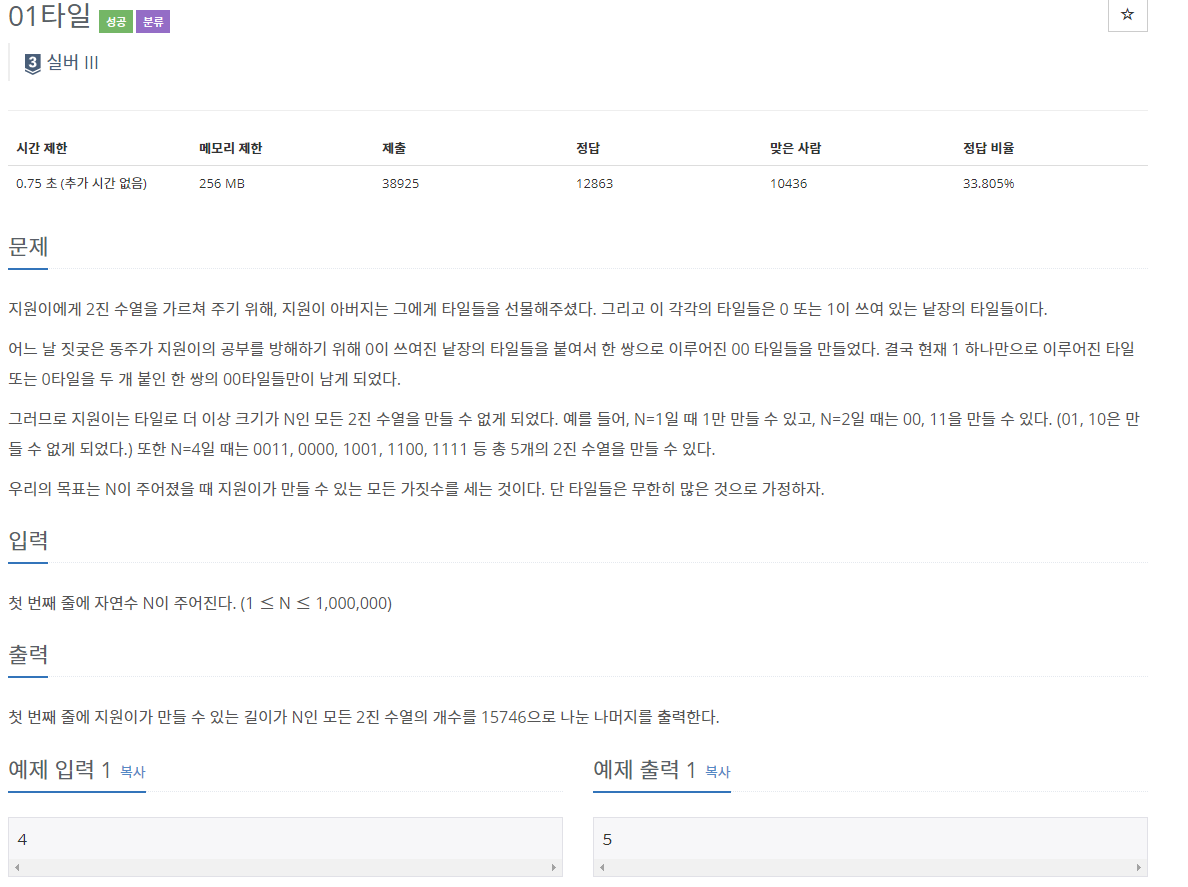 01타일 성공 분류
☆
3 실버 III
시간 제한 메모리 제한 제출 정답 맞은 사람 정답 비율
0.75 초 (추가 시간 없음) 256 MB 38925 12863 10436 33.805%
문제
지원이에게 2진 수열을 가르쳐 주기 위해, 지원이 아버지는 그에게 타일들을 선물해주셨다. 그리고 이 각각의 타일들은 0 또는 1이 쓰여 있는 낱장의 타일들이다.
어느 날 짓궂은 동주가 지원이의 공부를 방해하기 위해 0이 쓰여진 낱장의 타일들을 붙여서 한 쌍으로 이루어진 00 타일들을 만들었다. 결국 현재 1 하나만으로 이루어진 타일
또는 0타일을 두 개 붙인 한 쌍의 00타일들만이 남게 되었다.
그러므로 지원이는 타일로 더 이상 크기가 N인 모든 2진 수열을 만들 수 없게 되었다. 예를 들어, N=1일 때 1만 만들 수 있고, N=2일 때는 00, 11을 만들 수 있다. (01, 10은 만
들 수 없게 되었다.) 또한 N=4일 때는 0011, 0000, 1001, 1100, 1111 등 총 5개의 2진 수열을 만들 수 있다.
우리의 목표는 N이 주어졌을 때 지원이가 만들 수 있는 모든 가짓수를 세는 것이다. 단 타일들은 무한히 많은 것으로 가정하자.
입력
첫 번째 줄에 자연수 N이 주어진다. (1 ≤ N ≤ 1,000,000)
출력
첫 번째 줄에 지원이가 만들 수 있는 길이가 N인 모든 2진 수열의 개수를 15746으로 나눈 나머지를 출력한다.
예제 입력 1 복사
4
예제 출력 1 복사
5